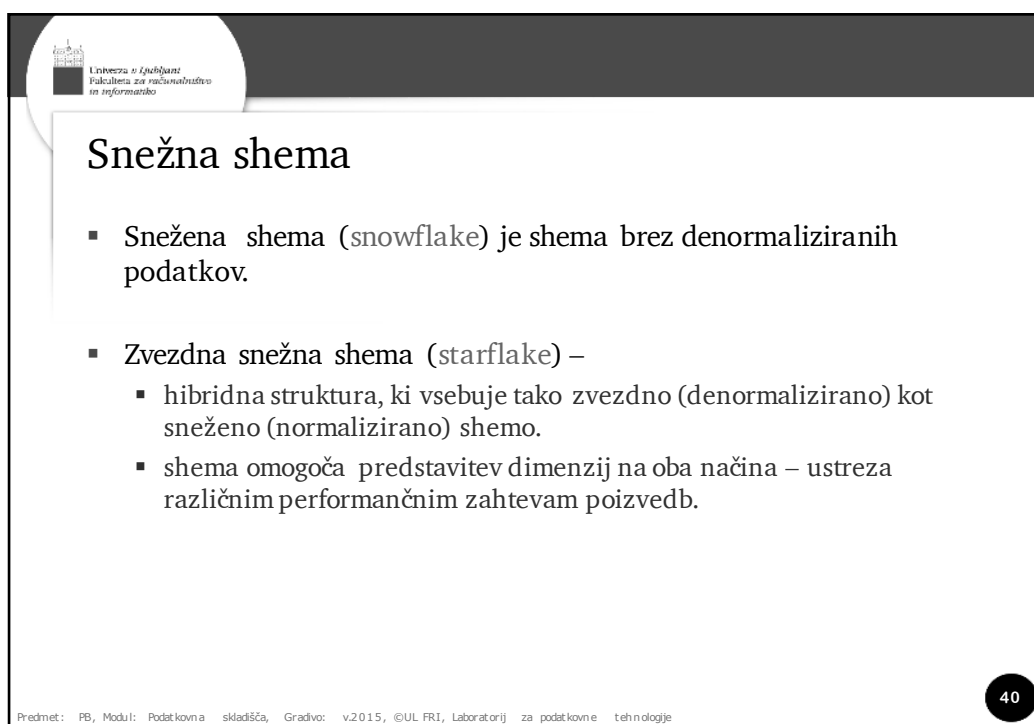 Univerza v Ljubljani
Fakulteta za računalništvo
in informatiko
Snežna shema
▪ Snežena shema (snowflake) je shema brez denormaliziranih
podatkov.
▪ Zvezdna snežna shema (starflake) –
▪ hibridna struktura, ki vsebuje tako zvezdno (denormalizirano) kot
sneženo (normalizirano) shemo.
▪ shema omogoča predstavitev dimenzij na oba načina – ustreza
različnim performančnim zahtevam poizvedb.
40
Predmet: PB, Modul: Podatkovna skladišča, Gradivo: v.2015, ©UL FRI, Laboratorij za podatkovne tehnologije